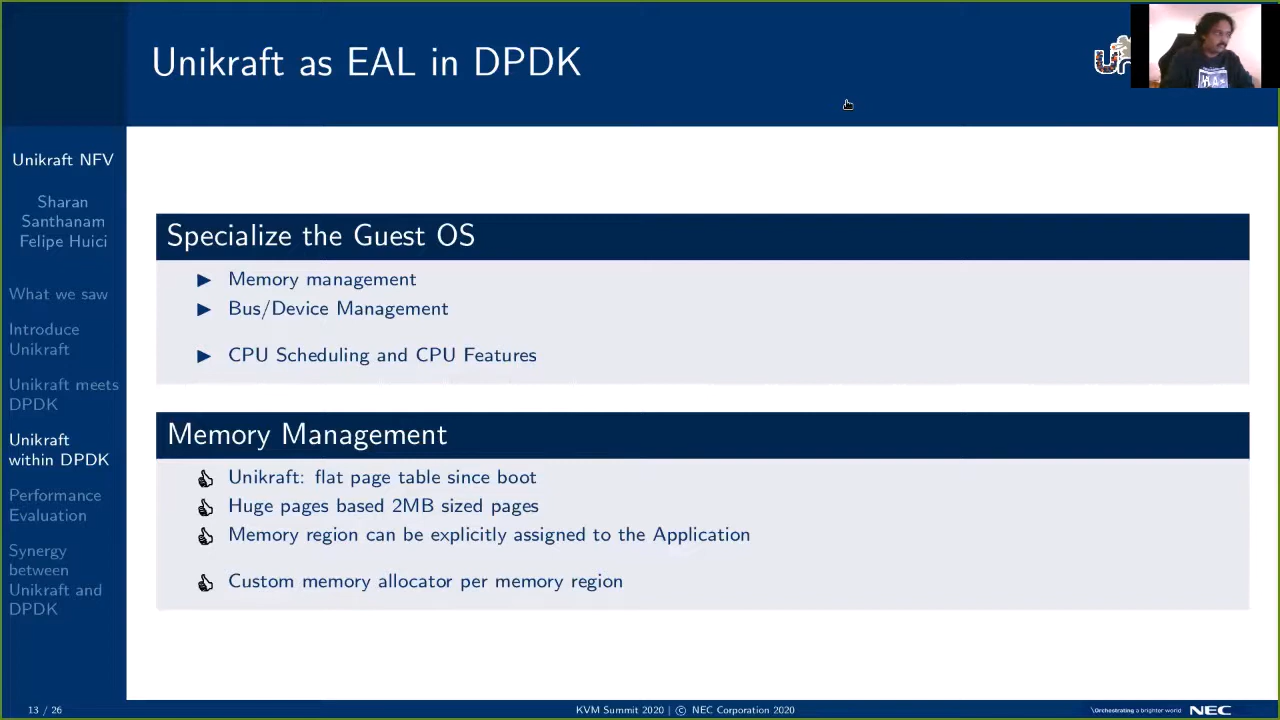 Unikraft as EAL in DPDK
Unikraft NFV
Sharan
Santhanam
Felipe Huici
What we saw
Introduce
Unikraft
Unikraft meets
DPDK
Unikraft
within DPDK
Performance
Evaluation
Synergy
between
Unikraft and
DPDK
Specialize the Guest OS
Memory management
Bus/Device Management
CPU Scheduling and CPU Features
Memory Management
Unikraft: flat page table since boot
Huge pages based 2MB sized pages
Memory region can be explicitly assigned to the Application
Custom memory allocator per memory region
13 / 26
KVM Summit 2020 | © NEC Corporation 2020
\Orchestrating a brighter world NEC